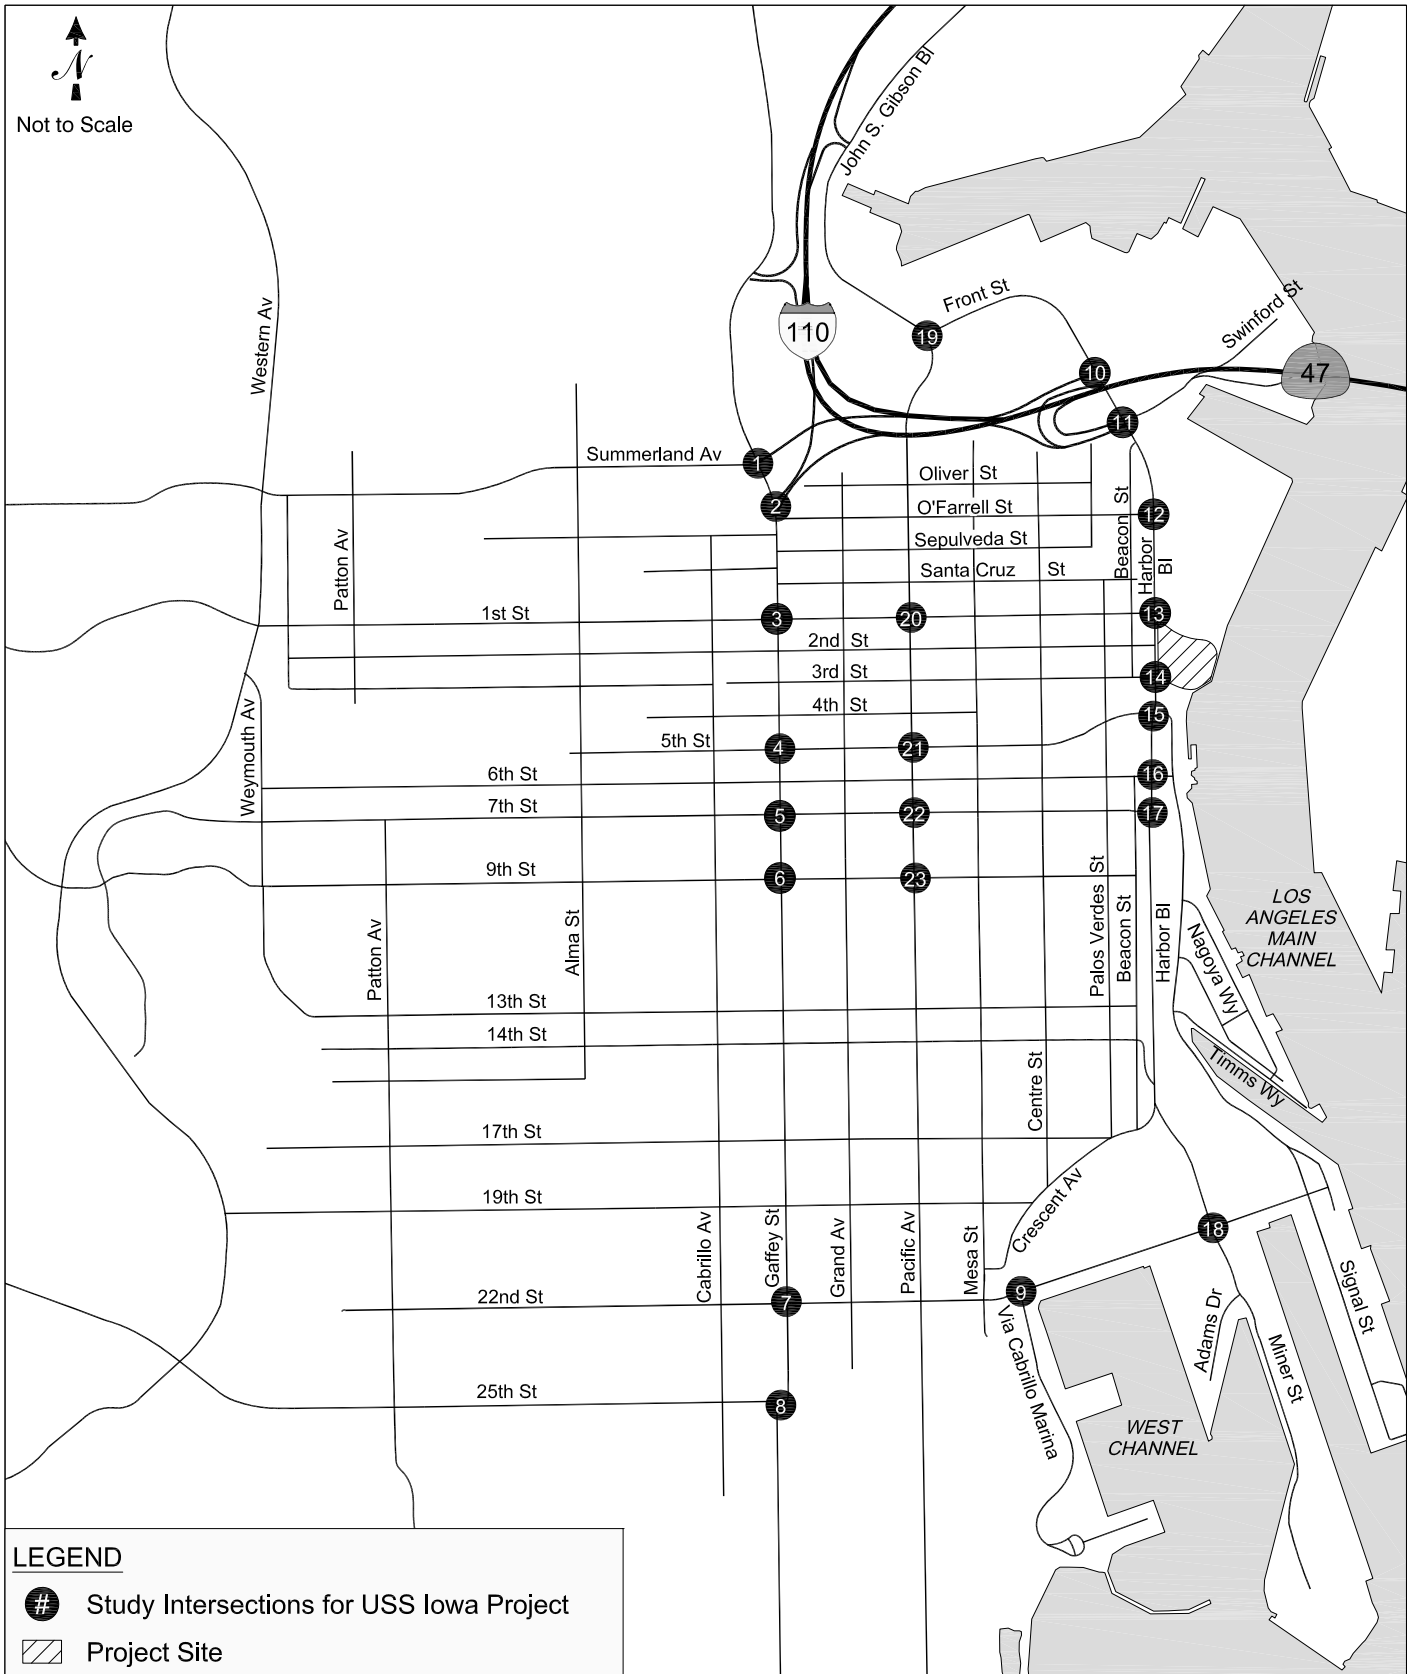 N
Not to Scale
John S. Gibson Bl
Western Av
Front St
Swinford St
110
19
10
47
11
Summerland Av
1
Oliver St
2
O'Farrell St
12
Patton Av
Sepulveda St
Beacon St
Harbor Bl
Santa Cruz St
1st St
3
20
13
2nd St
3rd St
14
4th St
15
Weymouth Av
5th St
4
21
6th St
16
7th St
5
22
17
9th St
6
23
Palos Verdes St
Beacon St
Harbor Bl
LOS
ANGELES
MAIN
CHANNEL
Patton Av
Alma St
Nagoya Wy
13th St
14th St
Timms Wy
Centre St
17th St
19th St
Cabrillo Av
Gaffey St
Grand Av
Pacific Av
Mesa St
Crescent Av
18
22nd St
7
9
Via Cabrillo Marina
Adams Dr
Miner St
Signal St
25th St
8
WEST
CHANNEL
LEGEND
# Study Intersections for USS Iowa Project
Project Site